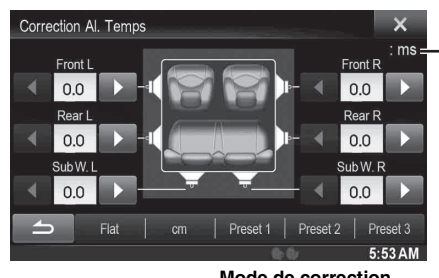 Correction Al. Temps
: ms
Front L
Front R
0.0
0.0
Rear L
Rear R
0.0
0.0
Sub W. L
Sub W. R
0.0
0.0
Flat
cm
Preset 1
Preset 2
Preset 3
5:53 AM
Mode de correction